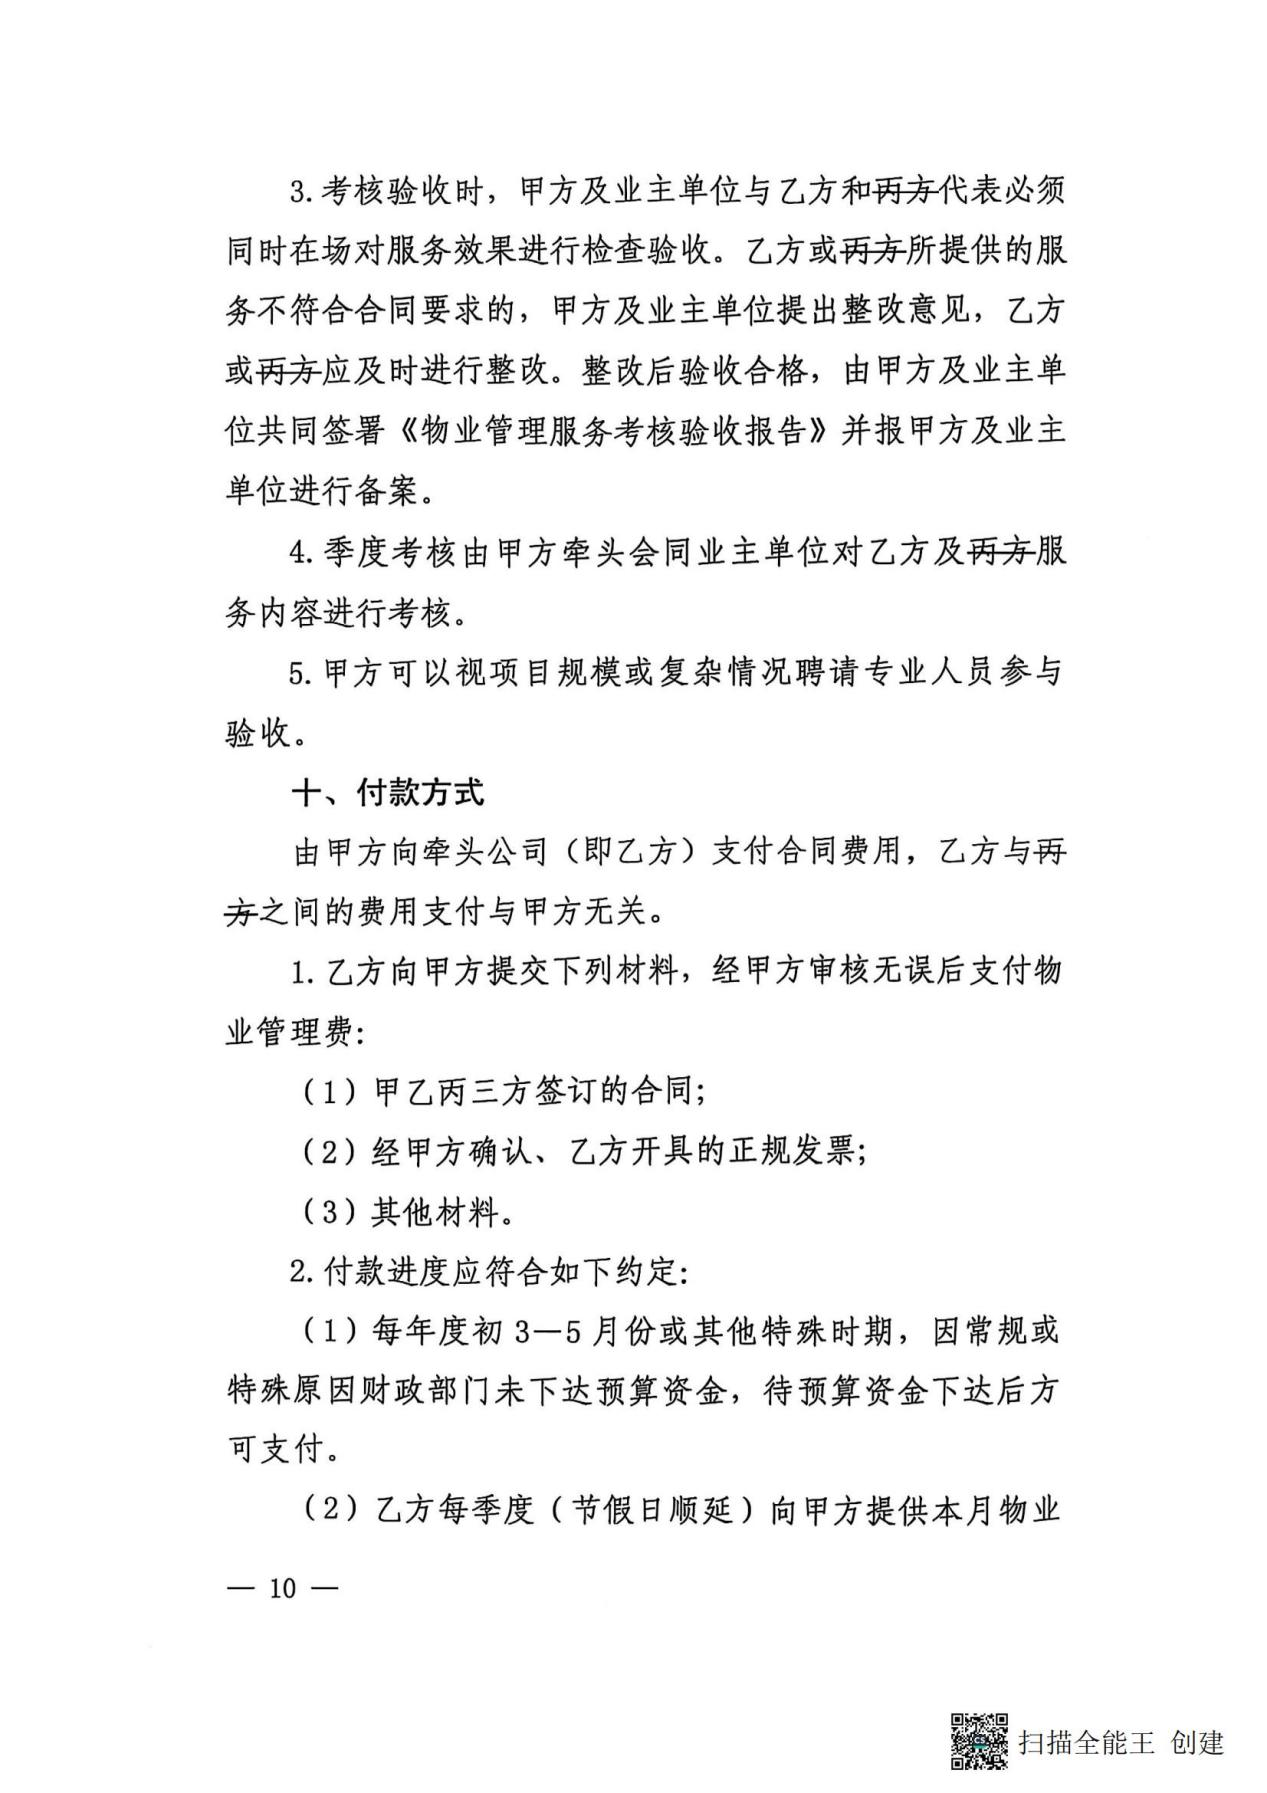 3.考核验收时，甲方及业主单位与乙方和丙方代表必须
同时在场对服务效果进行检查验收。乙方或丙方所提供的服
务不符合合同要求的，甲方及业主单位提出整改意见，乙方
或丙方应及时进行整改。整改后验收合格，由甲方及业主单
位共同签署《物业管理服务考核验收报告》并报甲方及业主
单位进行备案。
4.季度考核由甲方牵头会同业主单位对乙方及丙方服
务内容进行考核。
5.甲方可以视项目规模或复杂情况聘请专业人员参与
验收。
十、付款方式
由甲方向牵头公司（即乙方）支付合同费用，乙方与丙
方之间的费用支付与甲方无关。
1.乙方向甲方提交下列材料，经甲方审核无误后支付物
业管理费：
（1）甲乙丙三方签订的合同；
（2）经甲方确认、乙方开具的正规发票；
（3）其他材料。
2.付款进度应符合如下约定：
（1）每年度初3—5月份或其他特殊时期，因常规或
特殊原因财政部门未下达预算资金，待预算资金下达后方
可支付。
（2）乙方每季度（节假日顺延）向甲方提供本月物业
— 10 —
扫描全能王 创建